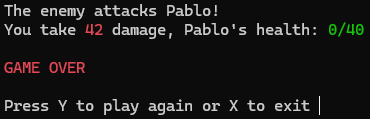 The enemy attacks Pablo!
You take 42 damage, Pablo's health: 0/40
GAME OVER
Press Y to play again or X to exit